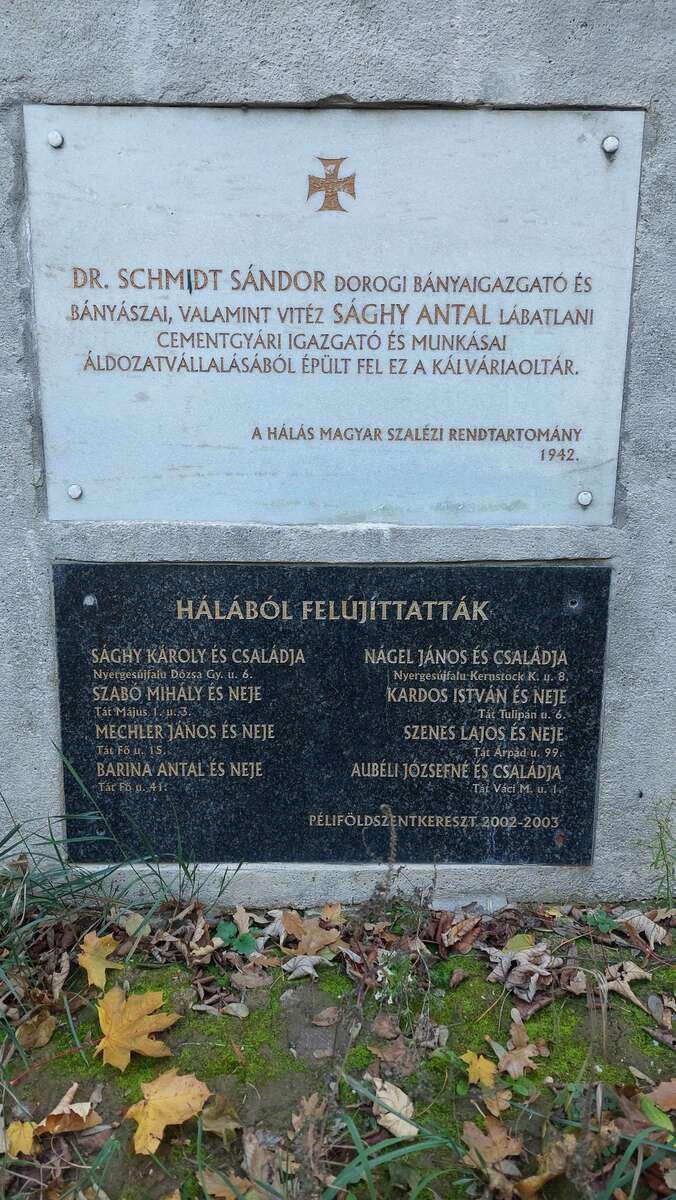 DR. SCHMIDT SÁNDOR DOROGI BÁNYAIGAZGATÓ ÉS
BÁNYÁSZAI, VALAMINT VITÉZ SÁGHY ANTAL LÁBATLANI
CEMENTGYÁRI IGAZGATÓ ÉS MUNKÁSAI
ÁLDOZATVÁLLALÁSÁBÓL ÉPÜLT FEL EZ A KÁLVÁRIAOLTÁR.
A HÁLÁS MAGYAR SZALÉZI RENDTARTOMÁNY
1942.
HÁLÁBÓL FELÚJÍTTATTÁK
SÁGHY KÁROLY ÉS CSALÁDJA
Nyergesújfalu Dózsa Gy. u. 6.
SZABÓ MIHÁLY ÉS NEJE
Tát Május 1. u. 3.
MECHLER JÁNOS ÉS NEJE
Tát Fő u. 15.
BARINA ANTAL ÉS NEJE
Tát Fő u. 41.
NÁGEL JÁNOS ÉS CSALÁDJA
Nyergesújfalu Kernstock K. u. 8.
KARDOS ISTVÁN ÉS NEJE
Tát Tulipán u. 6.
SZENES LAJOS ÉS NEJE
Tát Árpád u. 99.
AUBÉLI JÓZSEFNÉ ÉS CSALÁDJA
Tát Váci M. u. 1.
PÉLIFÖLDSZENTKERESZT 2002-2003